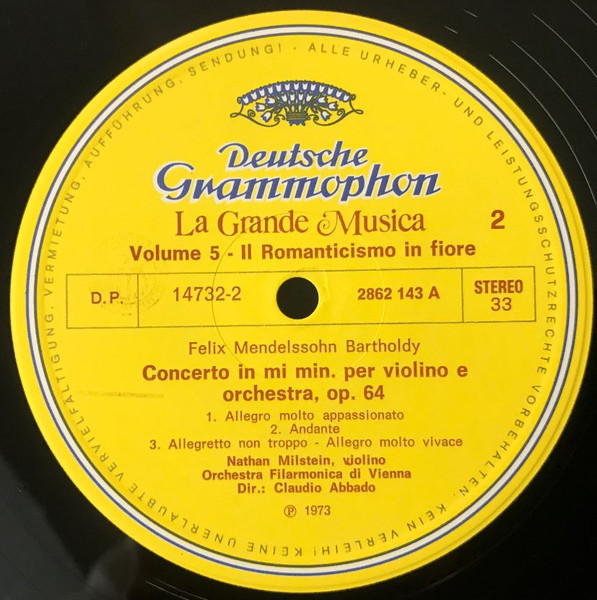 ALLE URHEBER- UND LEISTUNGSSCHUTZRECHTE VORBEHALTEN. KEIN VERLEIH! KEINE UNERLAUBTE VERVIELFÄLTIGUNG, VERMIETUNG, AUFFÜHRUNG, SENDUNG! ·
Deutsche
Grammophon
La Grande Musica
2
Volume 5 - Il Romanticismo in fiore
D.P.
14732-2
2862 143 A
STEREO
33
Felix Mendelssohn Bartholdy
Concerto in mi min. per violino e
orchestra, op. 64
1. Allegro molto appassionato
2. Andante
3. Allegretto non troppo - Allegro molto vivace
Nathan Milstein, violino
Orchestra Filarmonica di Vienna
Dir.: Claudio Abbado
℗ 1973